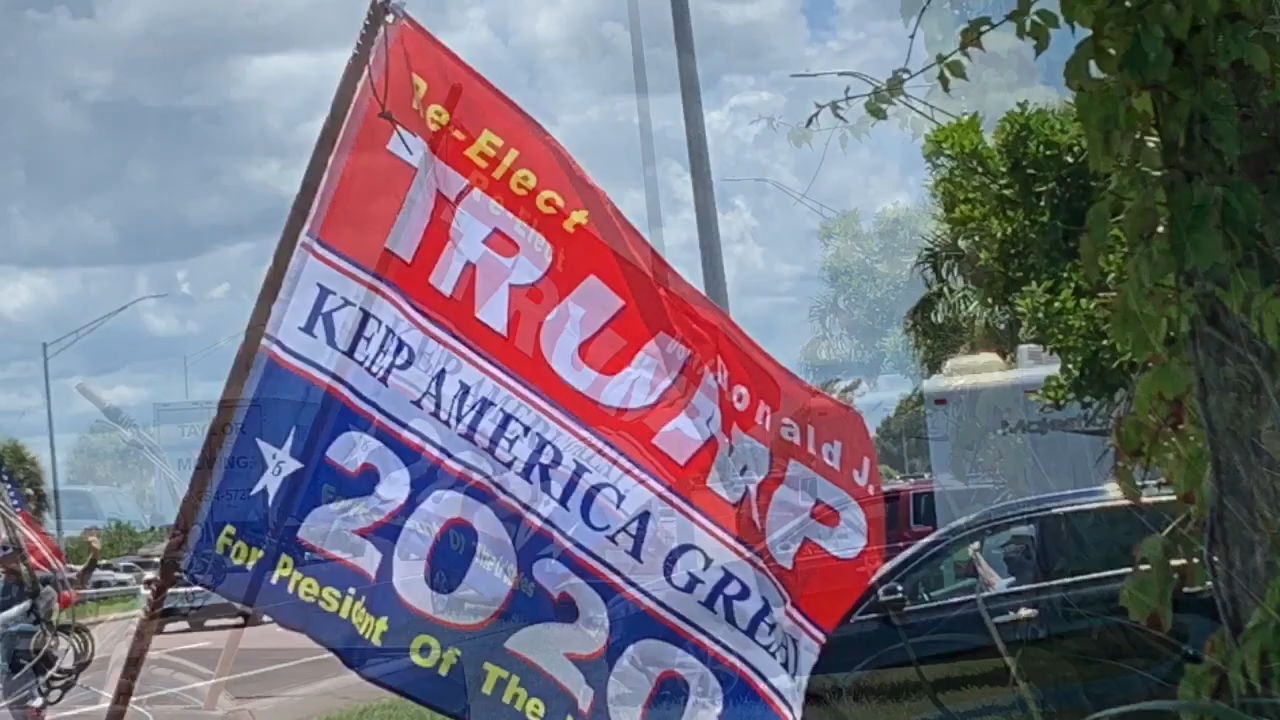 Re-Elect
TRUMP
Donald J.
KEEP AMERICA GREAT
2020
For President Of The
TAYLOR
MOVING